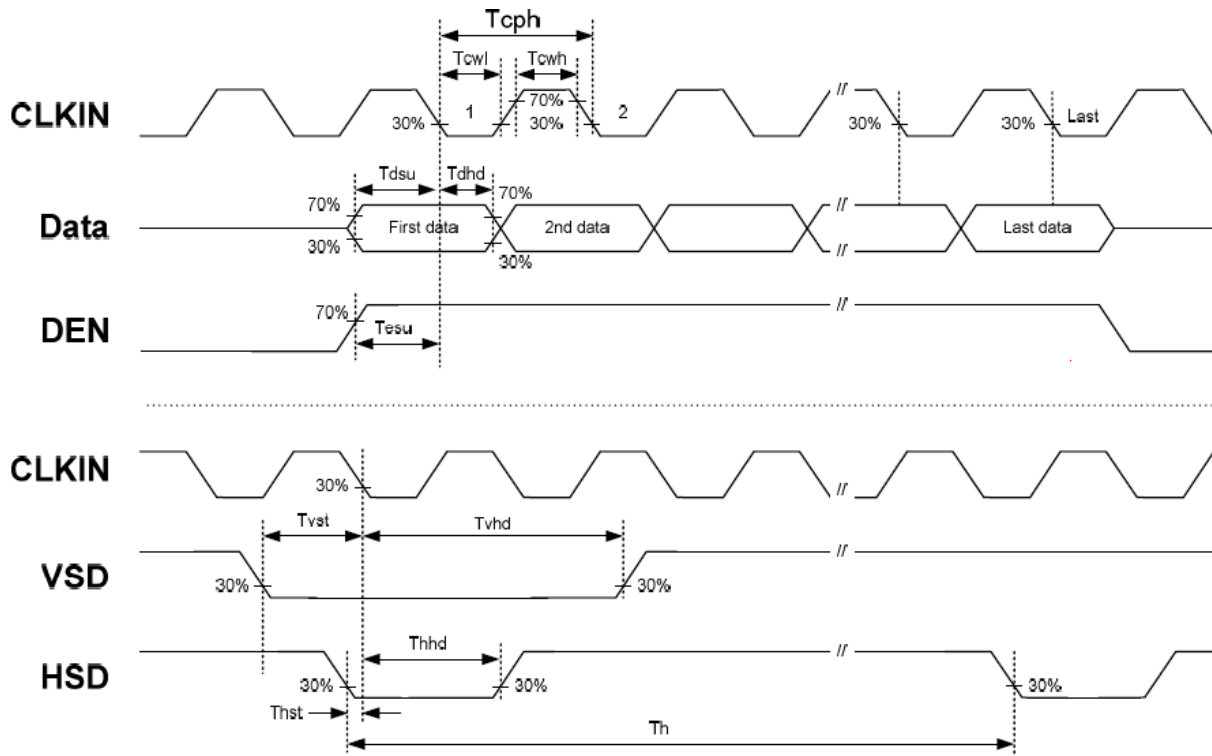 Tcph
Tcwl Tcwh
CLKIN 30% 1 70% 30% 2 // 30% 30% Last
Tdsu Tdhd
70% 70%
Data First data 2nd data // // Last data
30% 30%
DEN 70% //
Tesu
CLKIN 30% //
Tvst Tvhd
VSD 30% 30% //
Thhd
HSD 30% 30% // 30%
Thst
Th